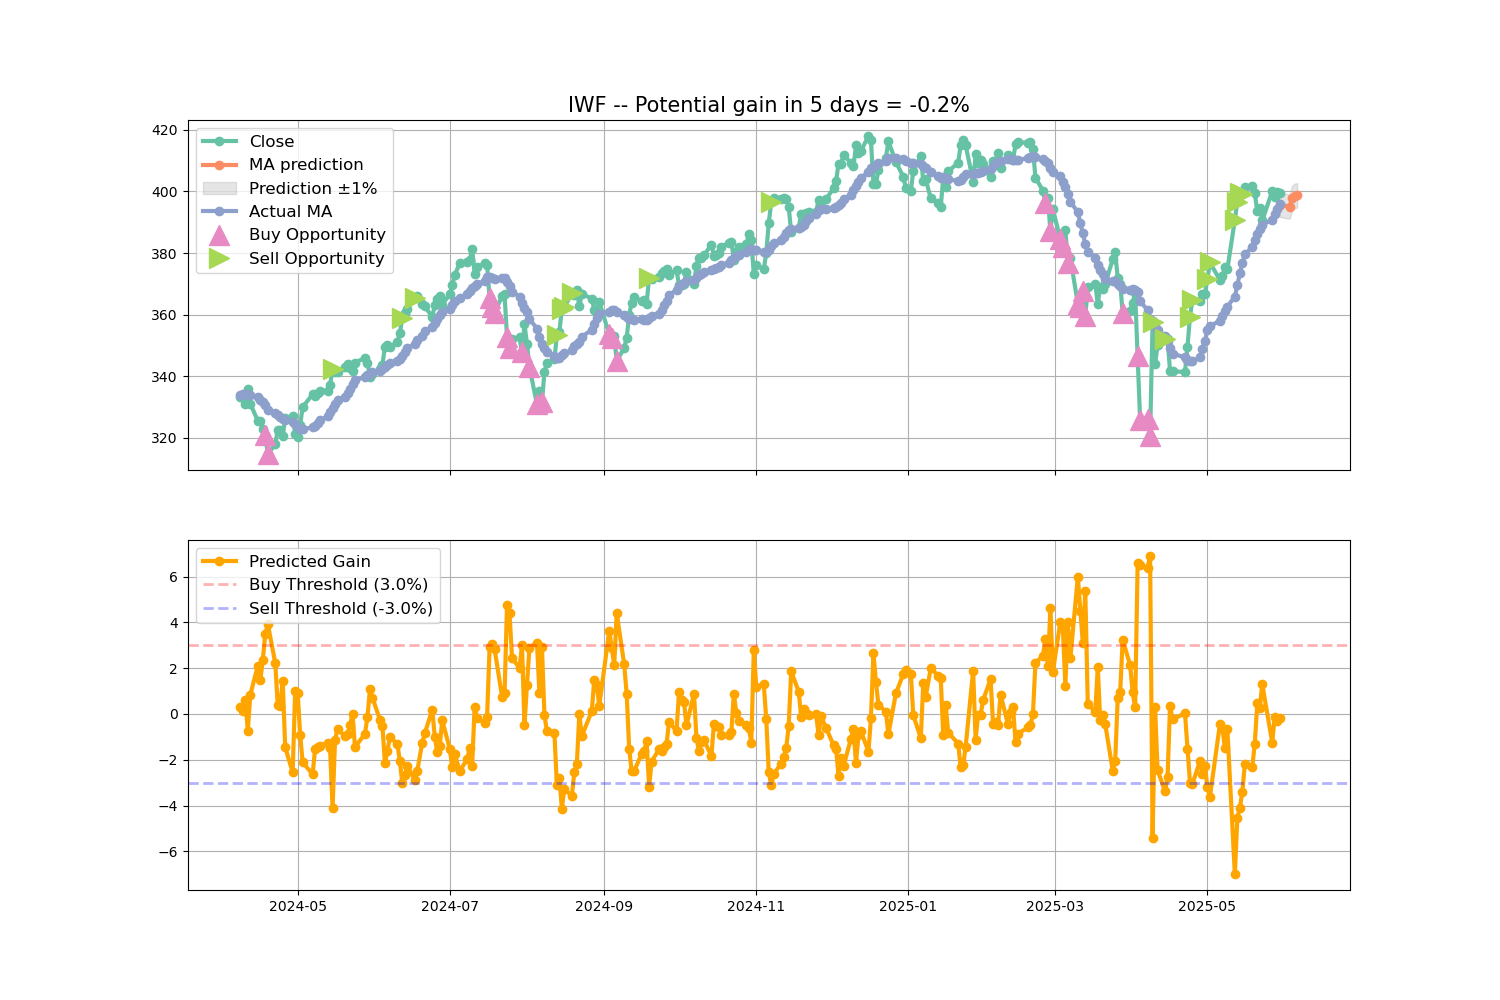 IWF -- Potential gain in 5 days = -0.2%
420
400
380
360
340
320
Close
MA prediction
Prediction ±1%
Actual MA
Buy Opportunity
Sell Opportunity
6
4
2
0
−2
−4
−6
Predicted Gain
Buy Threshold (3.0%)
Sell Threshold (-3.0%)
2024-05
2024-07
2024-09
2024-11
2025-01
2025-03
2025-05